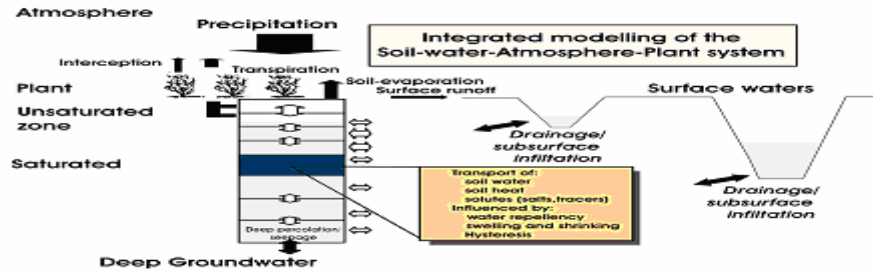 Atmosphere
Precipitation
Integrated modelling of the
Soil-water-Atmosphere-Plant system
Interception
Transpiration
Soil-evaporation
Plant
Surface runoff
Surface waters
Unsaturated
zone
Drainage/
subsurface
infiltation
Saturated
Transport of:
soil water
soil heat
solutes (salts,tracers)
Influenced by:
water repellency
swelling and shrinking
Hysteresis
Drainage/
subsurface
infiltation
Deep percolation/
seepage
Deep Groundwater